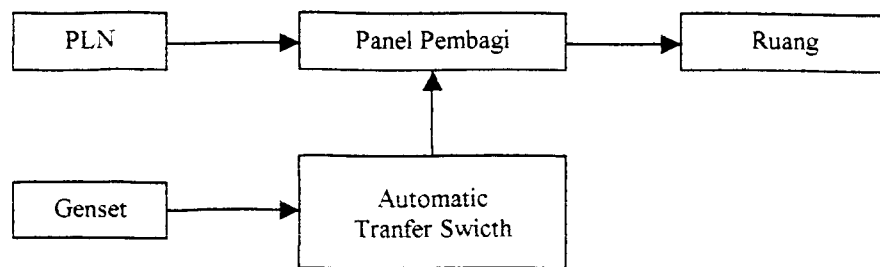 PLN
Panel Pembagi
Ruang
Genset
Automatic
Tranfer Swicth